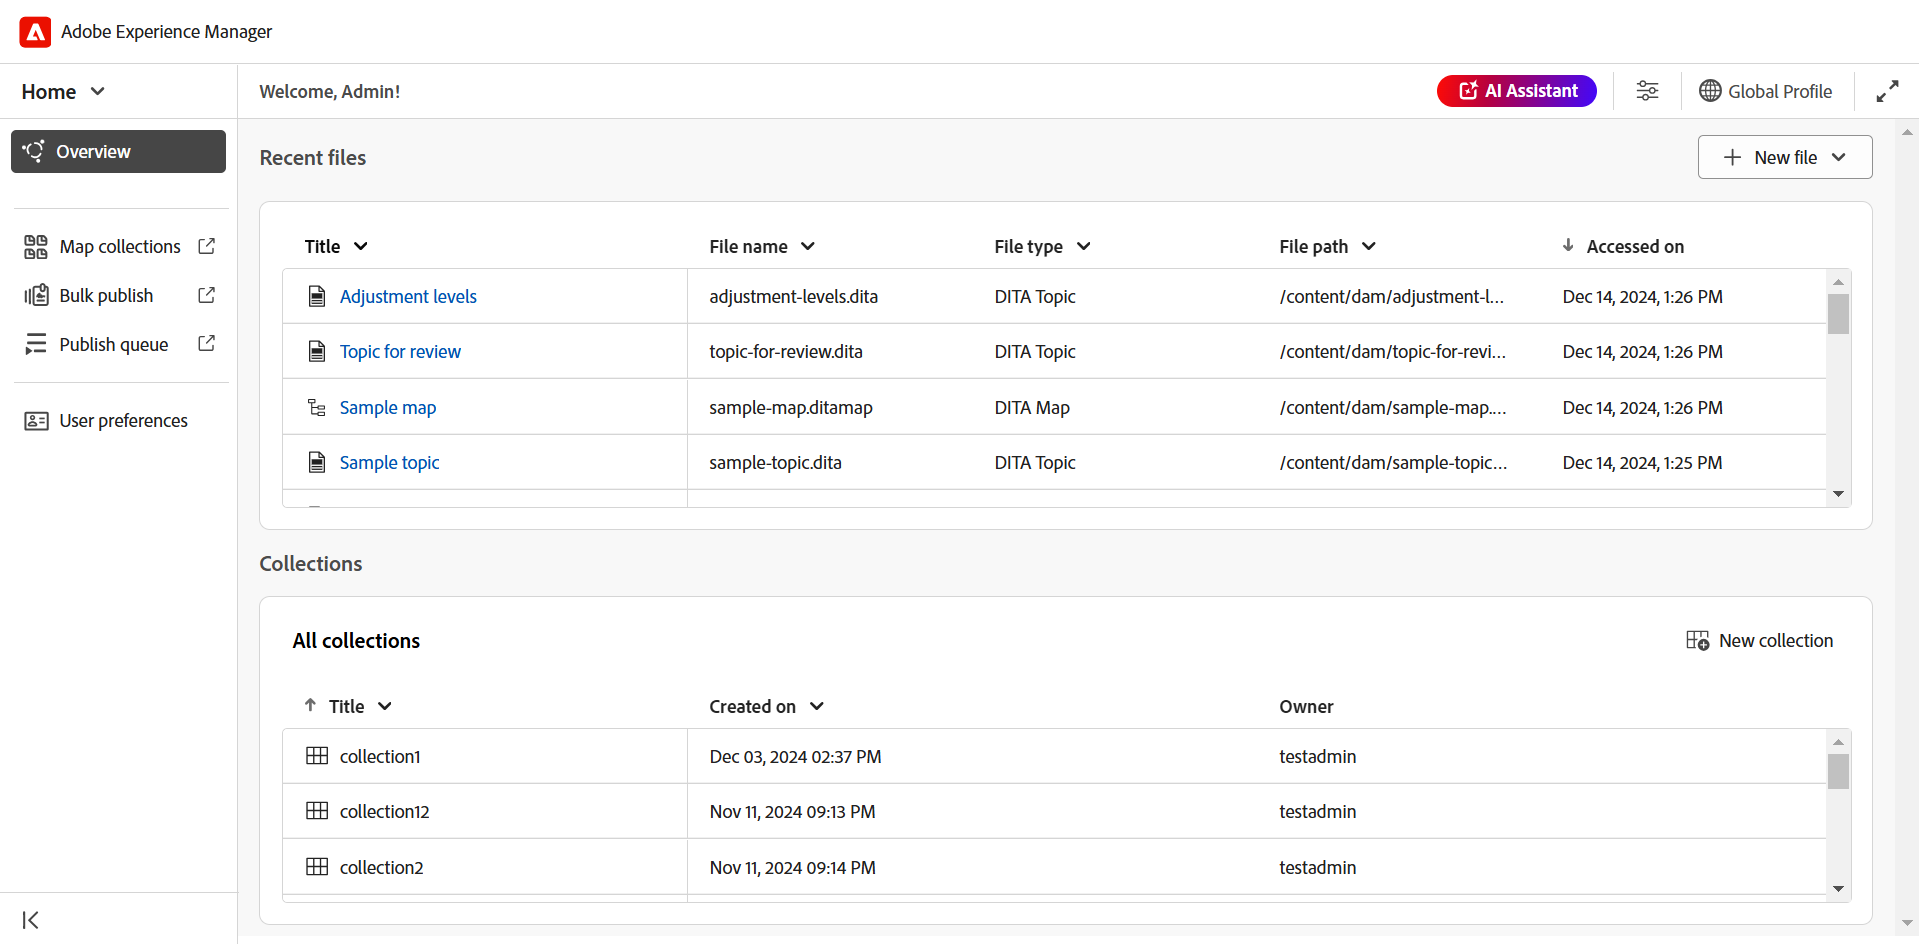 Adobe Experience Manager
Home
Welcome, Admin!
AI Assistant
Global Profile
Overview
Map collections
Bulk publish
Publish queue
User preferences
Recent files
New file
Title File name File type File path Accessed on
Adjustment levels adjustment-levels.dita DITA Topic /content/dam/adjustment-l... Dec 14, 2024, 1:26 PM
Topic for review topic-for-review.dita DITA Topic /content/dam/topic-for-revi... Dec 14, 2024, 1:26 PM
Sample map sample-map.ditamap DITA Map /content/dam/sample-map.... Dec 14, 2024, 1:26 PM
Sample topic sample-topic.dita DITA Topic /content/dam/sample-topic... Dec 14, 2024, 1:25 PM
Collections
All collections
New collection
Title Created on Owner
collection1 Dec 03, 2024 02:37 PM testadmin
collection12 Nov 11, 2024 09:13 PM testadmin
collection2 Nov 11, 2024 09:14 PM testadmin